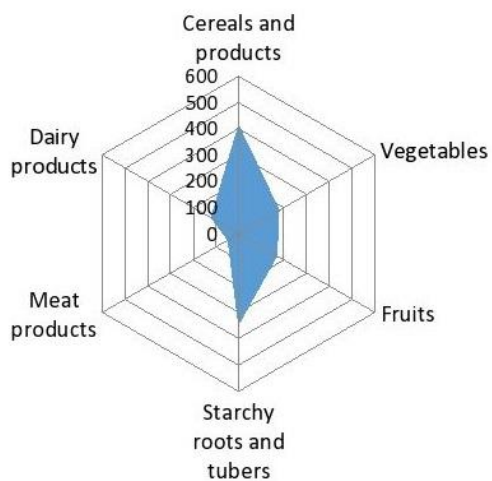 Cereals and
products
600
500
400
300
200
100
0
Dairy
products
Vegetables
Meat
products
Fruits
Starchy
roots and
tubers